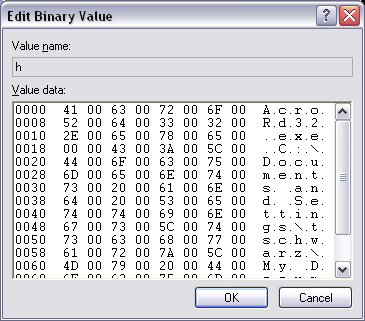 Edit Binary Value
Value name:
h
Value data:
0000 41 00 63 00 72 00 6F 00 A.c.r.o.
0008 52 00 64 00 33 00 32 00 R.d.3.2.
0010 2E 00 65 00 78 00 65 00 ..e.x.e.
0018 00 00 43 00 3A 00 5C 00 ..C.:.\.
0020 44 00 6F 00 63 00 75 00 D.o.c.u.
0028 6D 00 65 00 6E 00 74 00 m.e.n.t.
0030 73 00 20 00 61 00 6E 00 s. .a.n.
0038 64 00 20 00 53 00 65 00 d. .S.e.
0040 74 00 74 00 69 00 6E 00 t.t.i.n.
0048 67 00 73 00 5C 00 74 00 g.s.\.t.
0050 73 00 63 00 68 00 77 00 s.c.h.w.
0058 61 00 72 00 7A 00 5C 00 a.r.z.\.
0060 4D 00 79 00 20 00 44 00 M.y. .D.
OK
Cancel